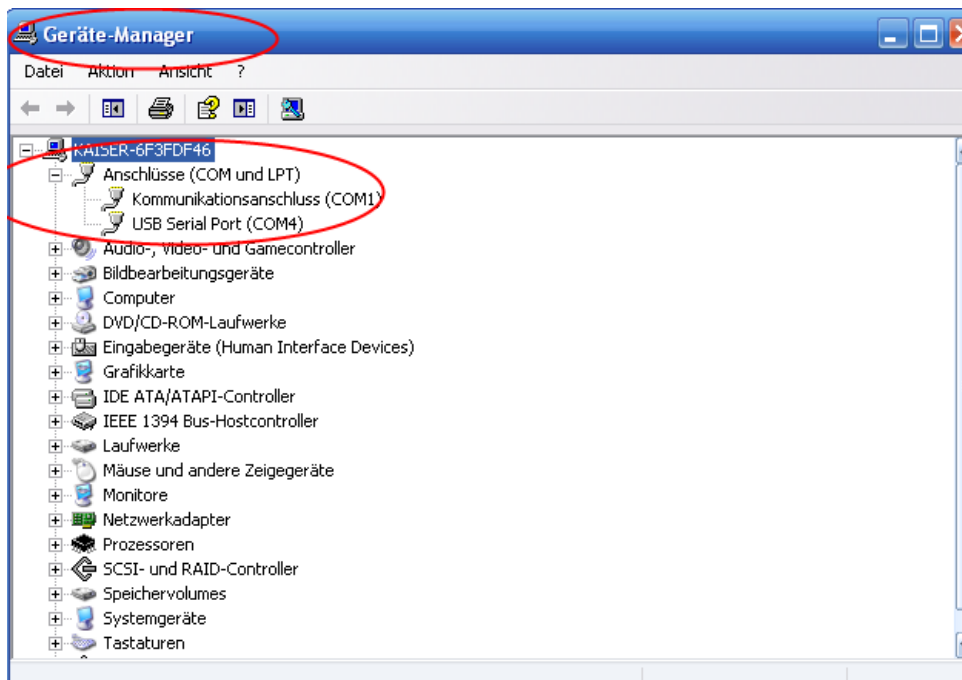 Geräte-Manager
Datei Aktion Ansicht ?
KAISER-6F3FDF46
Anschlüsse (COM und LPT)
Kommunikationsanschluss (COM1)
USB Serial Port (COM4)
Audio-, Video- und Gamecontroller
Bildbearbeitungsgeräte
Computer
DVD/CD-ROM-Laufwerke
Eingabegeräte (Human Interface Devices)
Grafikkarte
IDE ATA/ATAPI-Controller
IEEE 1394 Bus-Hostcontroller
Laufwerke
Mäuse und andere Zeigegeräte
Monitore
Netzwerkadapter
Prozessoren
SCSI- und RAID-Controller
Speichervolumes
Systemgeräte
Tastaturen